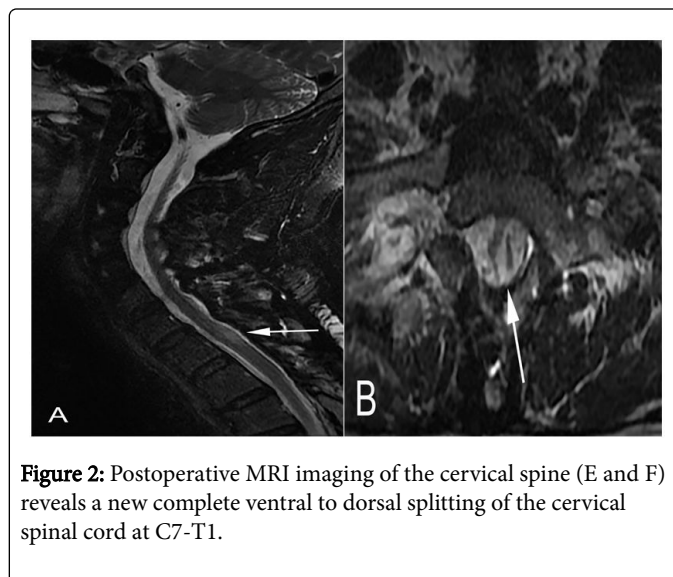 A
B
Figure 2: Postoperative MRI imaging of the cervical spine (E and F)
reveals a new complete ventral to dorsal splitting of the cervical
spinal cord at C7-T1.